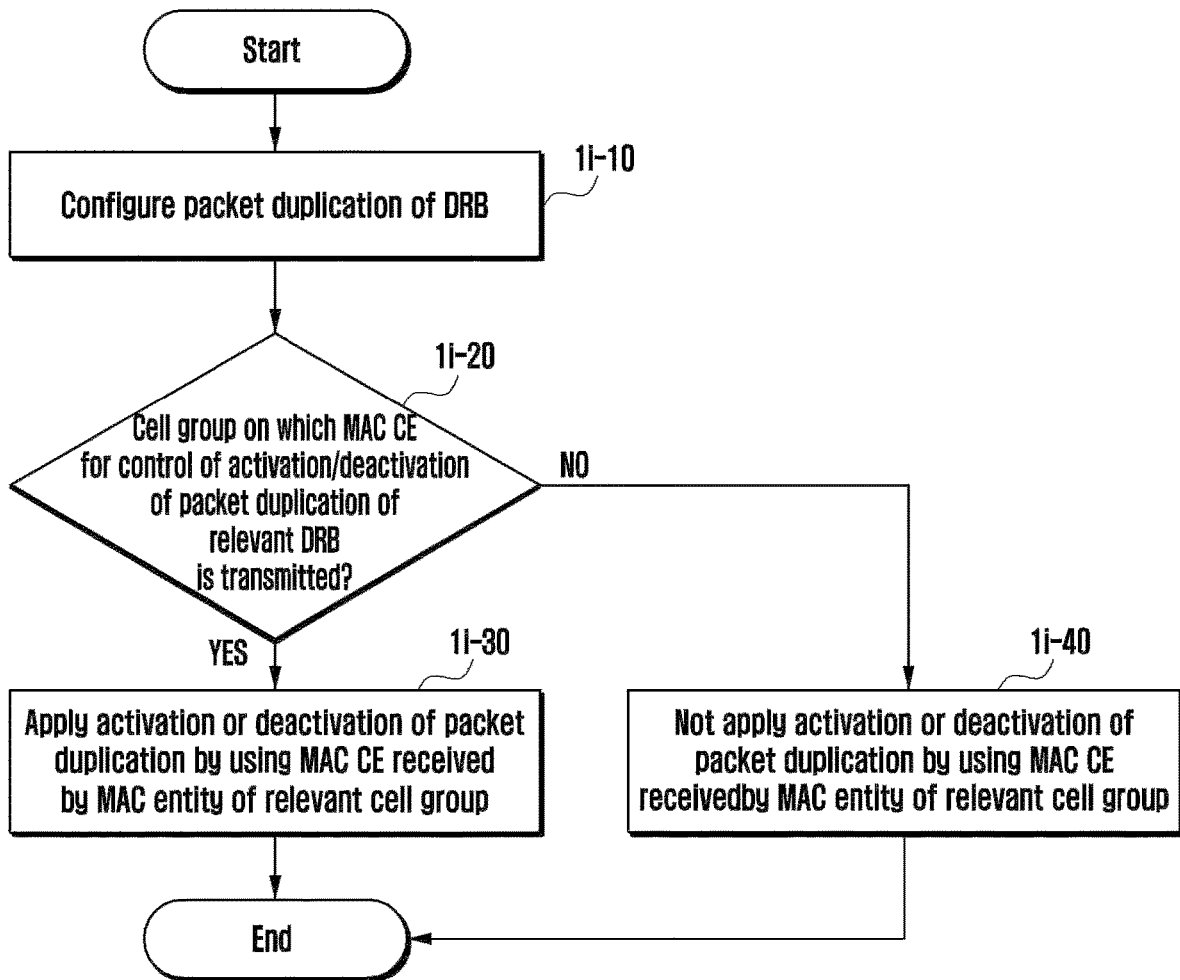 Start
1i-10
Configure packet duplication of DRB
1i-20
Cell group on which MAC CE
for control of activation/deactivation
of packet duplication of
relevant DRB
is transmitted?
NO
YES
1i-30
Apply activation or deactivation of packet
duplication by using MAC CE received
by MAC entity of relevant cell group
1i-40
Not apply activation or deactivation of
packet duplication by using MAC CE
receivedby MAC entity of relevant cell group
End